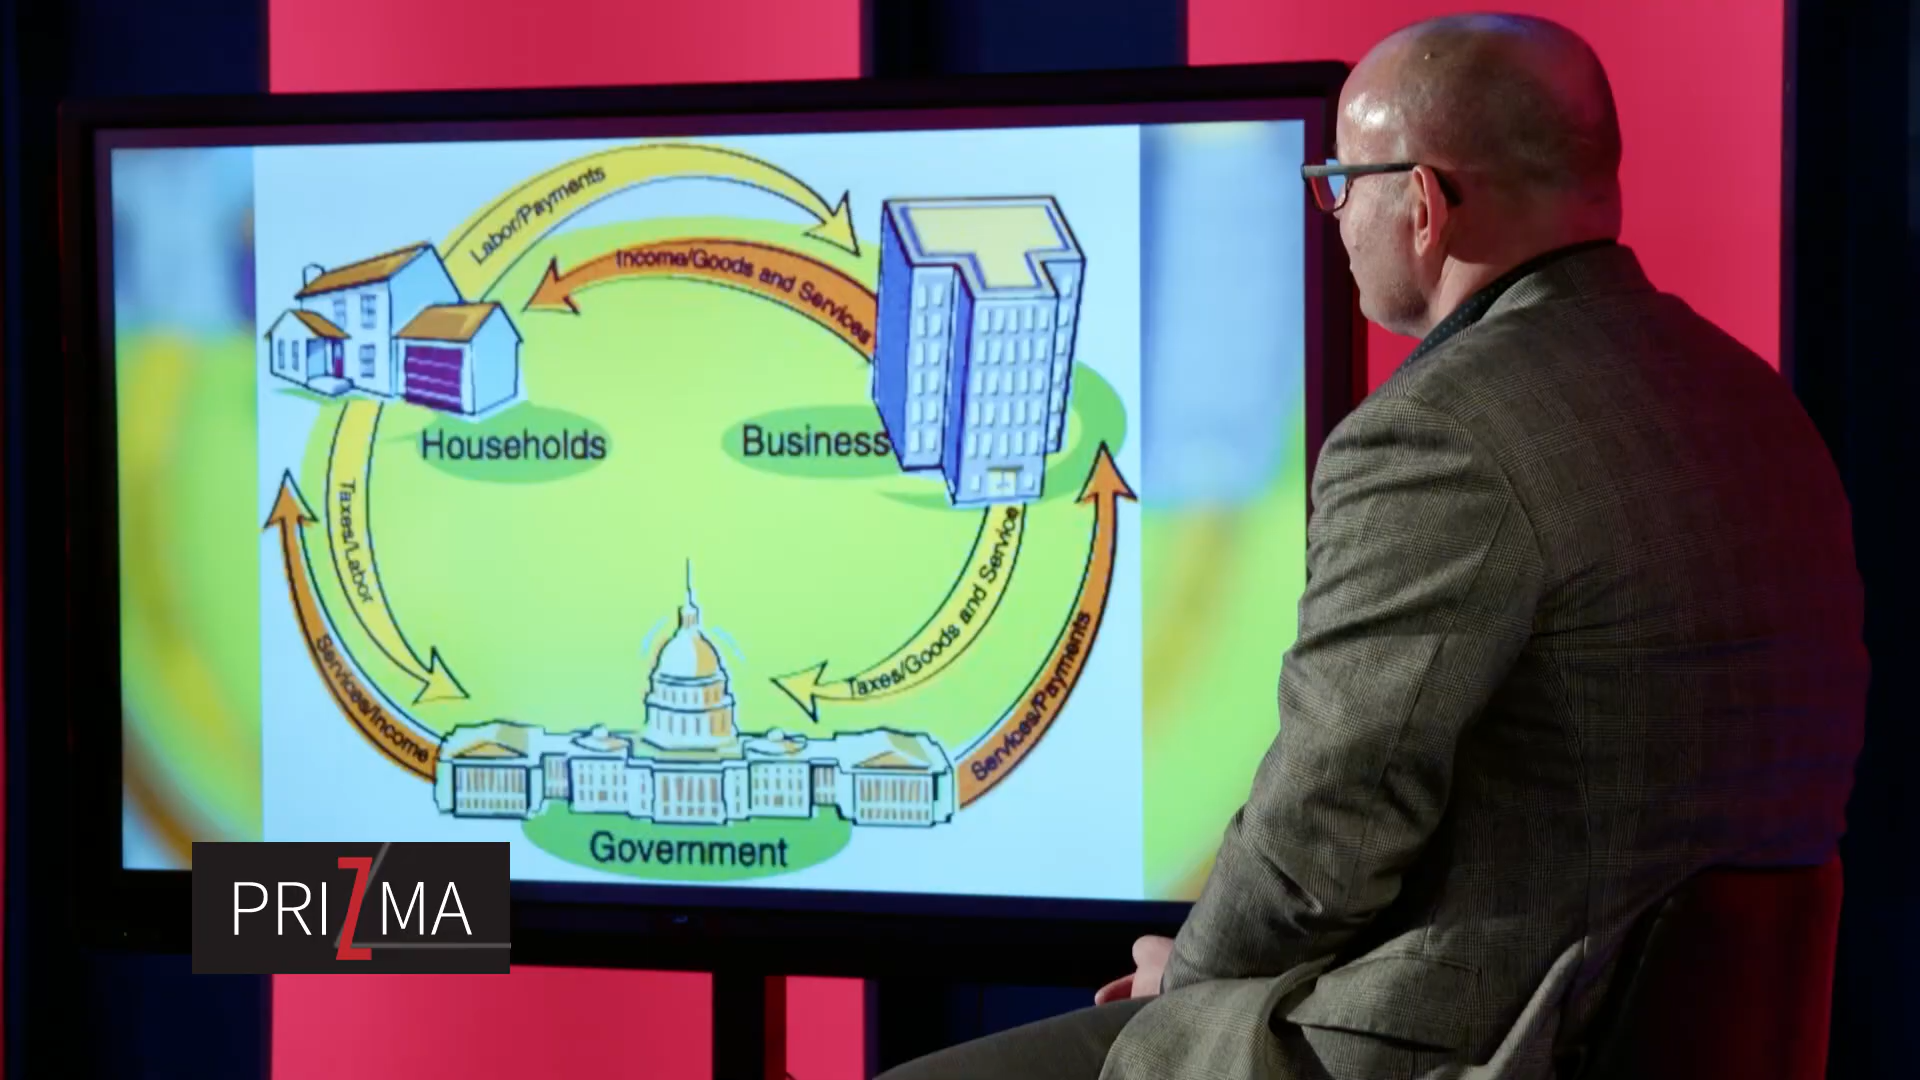 Labor/Payments
Income/Goods and Services
Households
Business
Taxes/Labor
Taxes/Goods and Service
Services/Income
Services/Payments
Government
PRIZMA